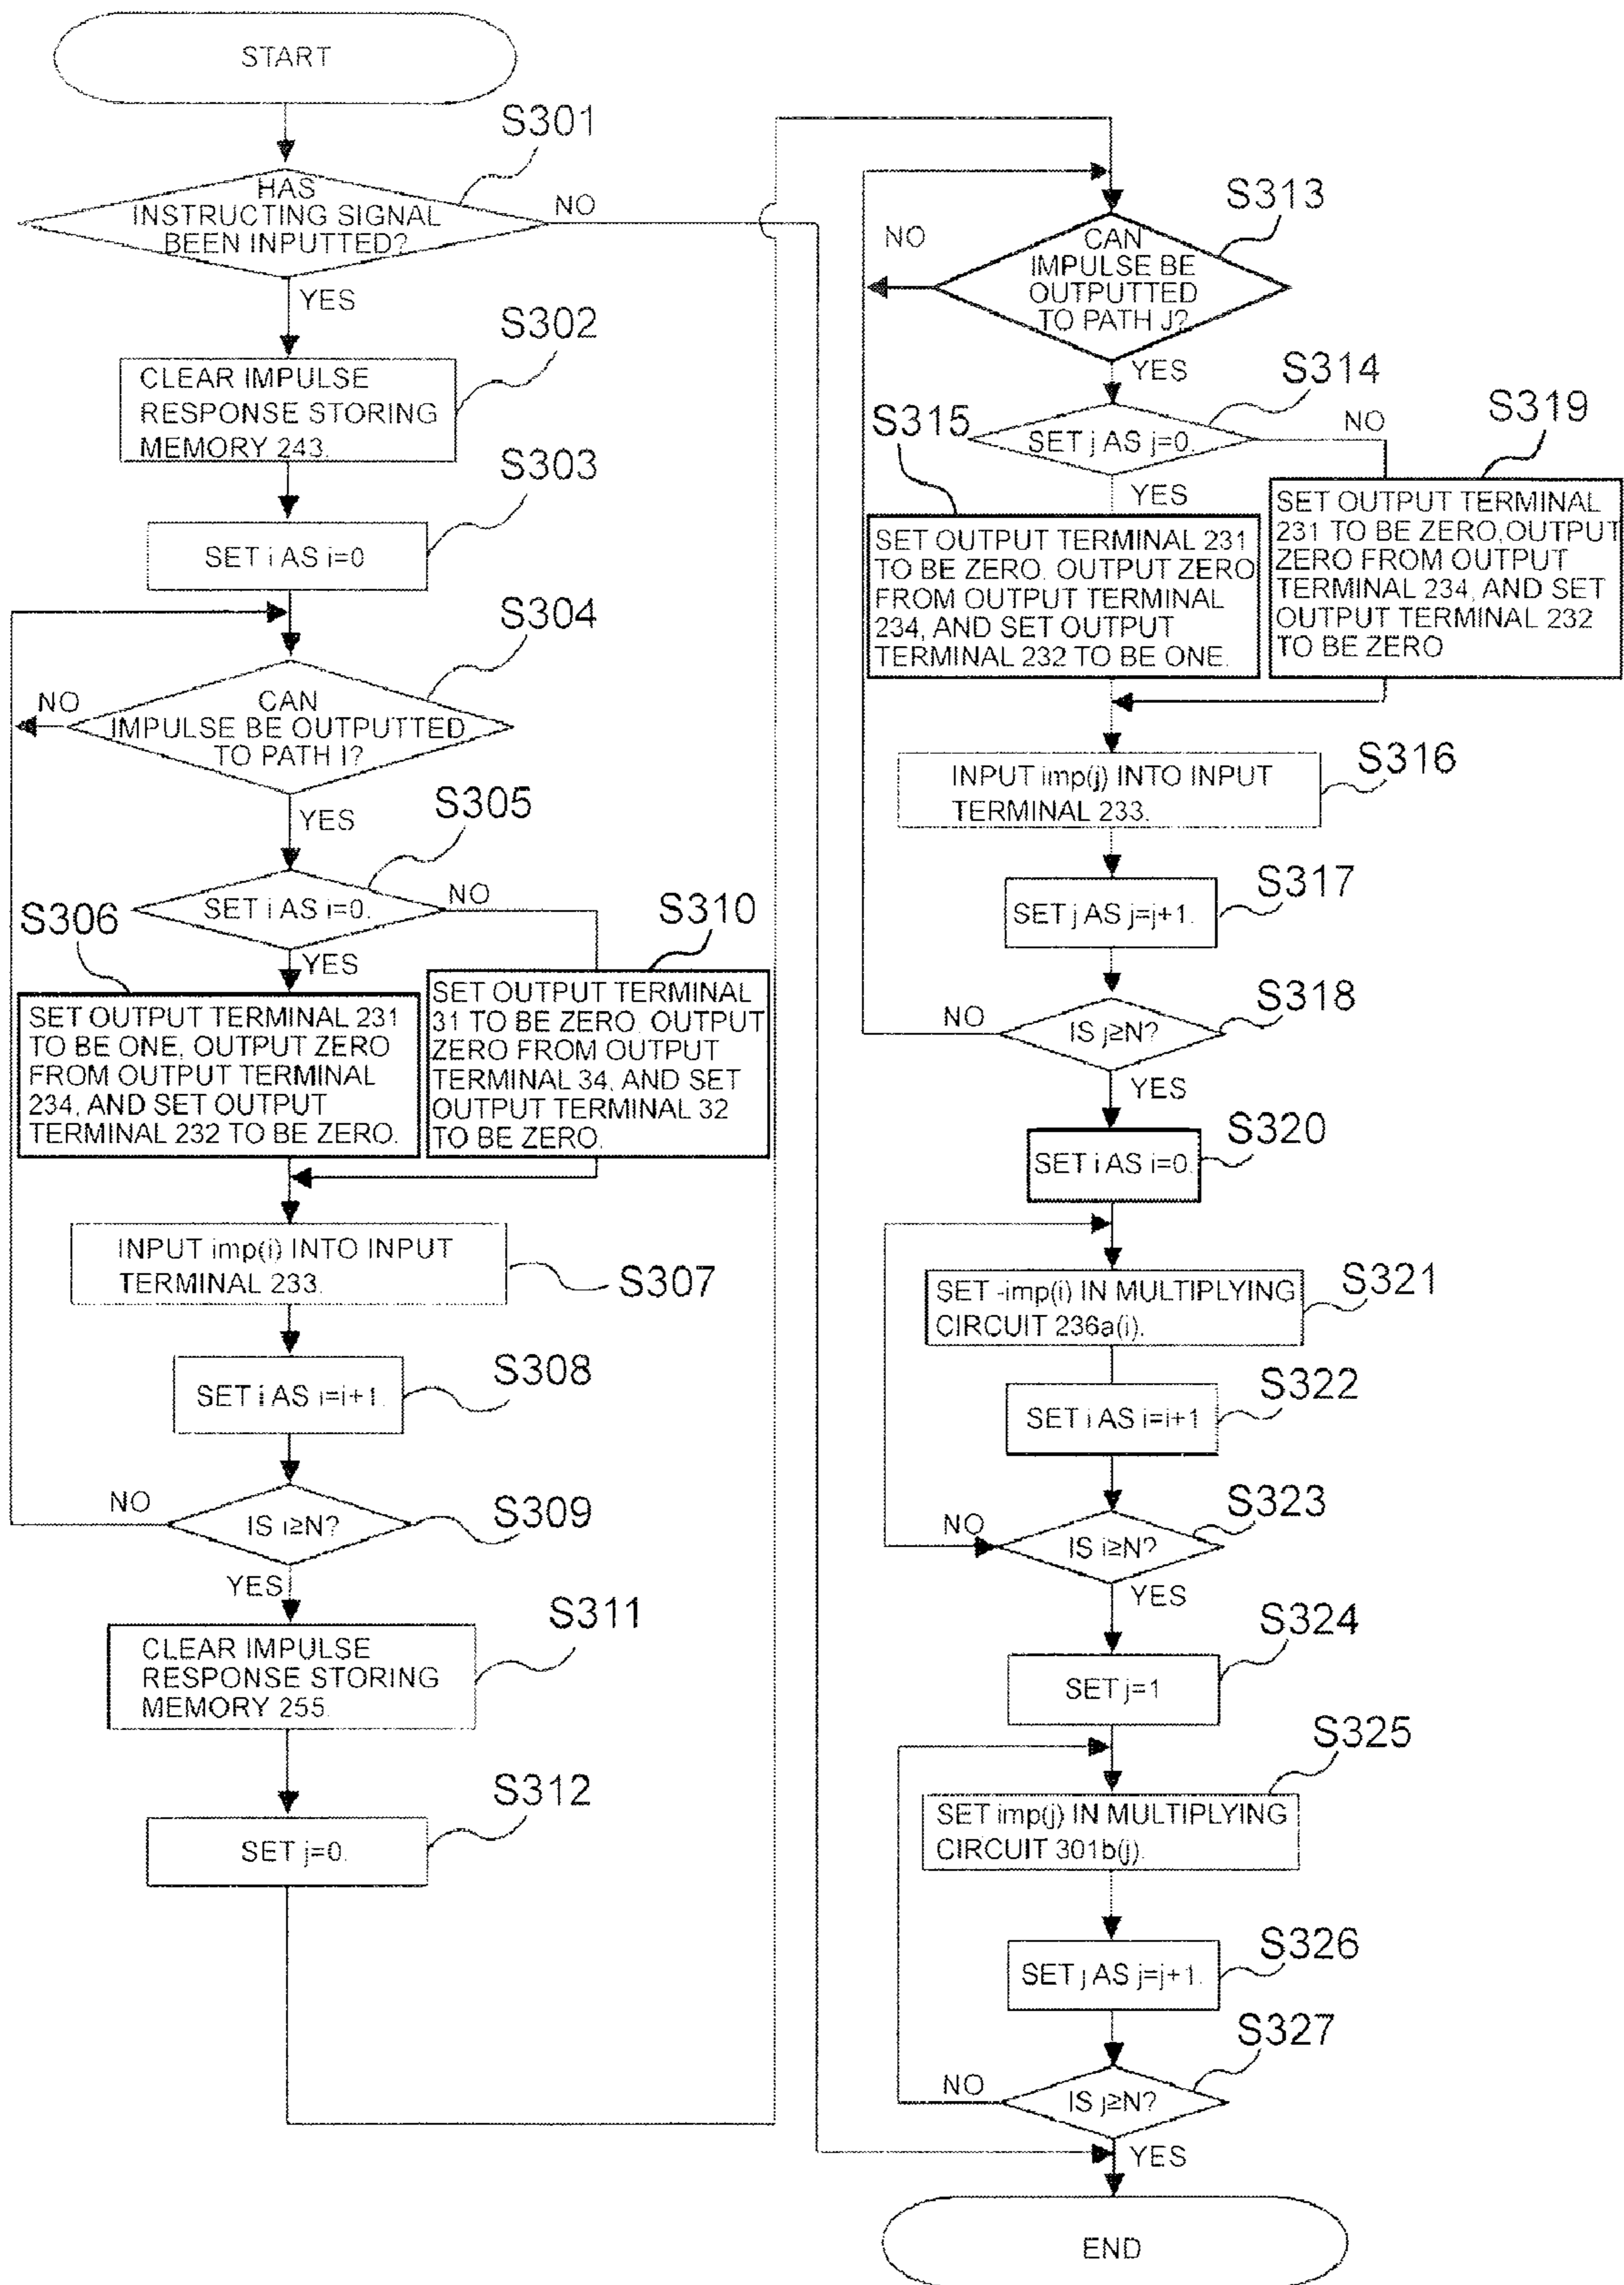 START
S301
HAS
INSTRUCTING SIGNAL
BEEN INPUTTED?
NO
YES
S302
CLEAR IMPULSE
RESPONSE STORING
MEMORY 243.
S303
SET i AS i=0
S304
NO
CAN
IMPULSE BE OUTPUTTED
TO PATH I?
YES
S305
SET i AS i=0.
NO
YES
S306
SET OUTPUT TERMINAL 231
TO BE ONE, OUTPUT ZERO
FROM OUTPUT TERMINAL
234, AND SET OUTPUT
TERMINAL 232 TO BE ZERO.
S310
SET OUTPUT TERMINAL
31 TO BE ZERO, OUTPUT
ZERO FROM OUTPUT
TERMINAL 34, AND SET
OUTPUT TERMINAL 32
TO BE ZERO.
INPUT imp(i) INTO INPUT
TERMINAL 233.
S307
SET i AS i=i+1.
S308
NO
IS i≥N?
S309
YES
CLEAR IMPULSE
RESPONSE STORING
MEMORY 255.
S311
SET j=0.
S312
S313
NO
CAN
IMPULSE BE
OUTPUTTED
TO PATH J?
YES
S314
SET j AS j=0.
NO
YES
S315
SET OUTPUT TERMINAL 231
TO BE ZERO, OUTPUT ZERO
FROM OUTPUT TERMINAL
234, AND SET OUTPUT
TERMINAL 232 TO BE ONE.
S319
SET OUTPUT TERMINAL
231 TO BE ZERO,OUTPUT
ZERO FROM OUTPUT
TERMINAL 234, AND SET
OUTPUT TERMINAL 232
TO BE ZERO
S316
INPUT imp(j) INTO INPUT
TERMINAL 233.
S317
SET j AS j=j+1.
S318
NO
IS j≥N?
YES
S320
SET i AS i=0.
S321
SET -imp(i) IN MULTIPLYING
CIRCUIT 236a(i).
S322
SET i AS i=i+1
S323
NO
IS i≥N?
YES
S324
SET j=1
S325
SET imp(j) IN MULTIPLYING
CIRCUIT 301b(j).
S326
SET j AS j=j+1.
S327
NO
IS j≥N?
YES
END